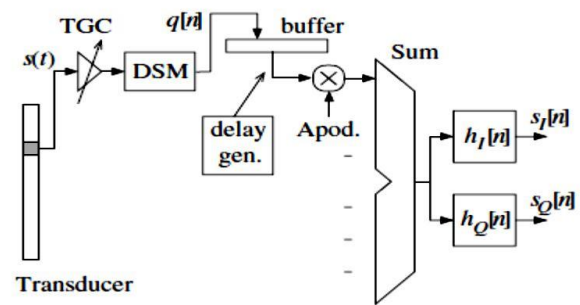 TGC
q[n]
buffer
Sum
s(t)
DSM
delay
gen.
Apod.
h_I[n]
s_I[n]
h_Q[n]
s_Q[n]
Transducer